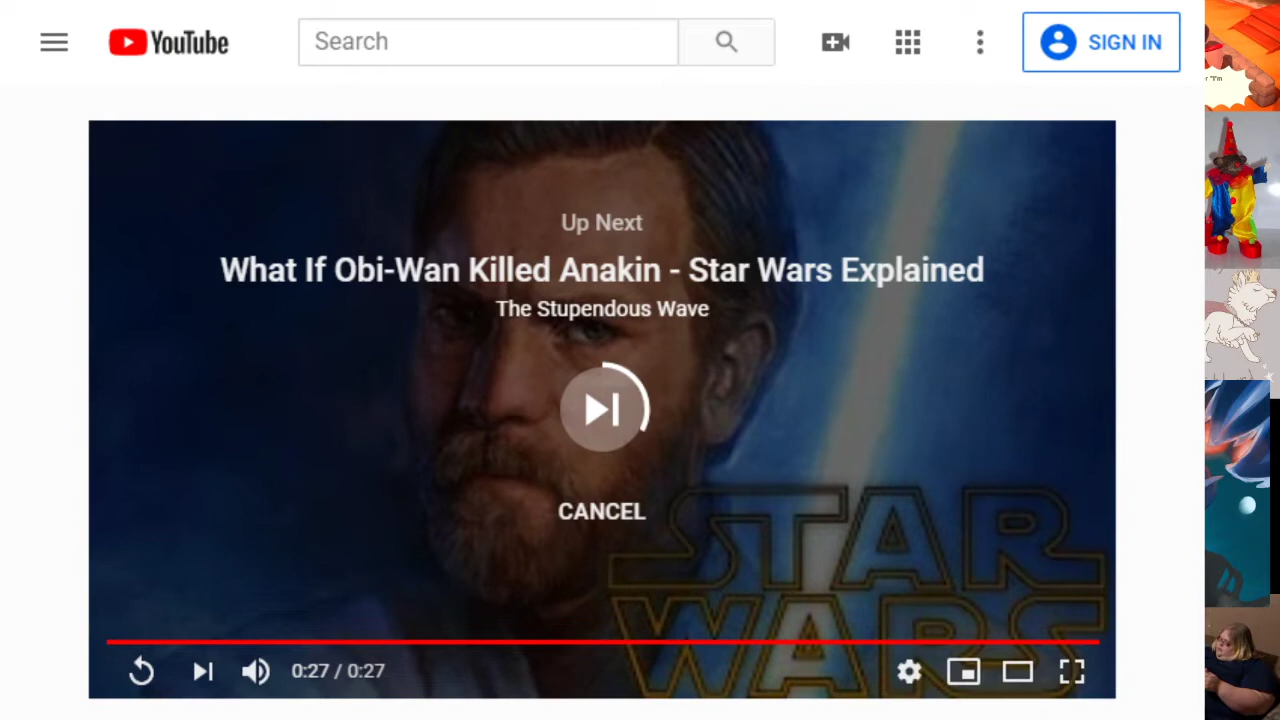 YouTube
Search
SIGN IN
r "I'm
Up Next
What If Obi-Wan Killed Anakin - Star Wars Explained
The Stupendous Wave
CANCEL
STAR
WARS
0:27 / 0:27